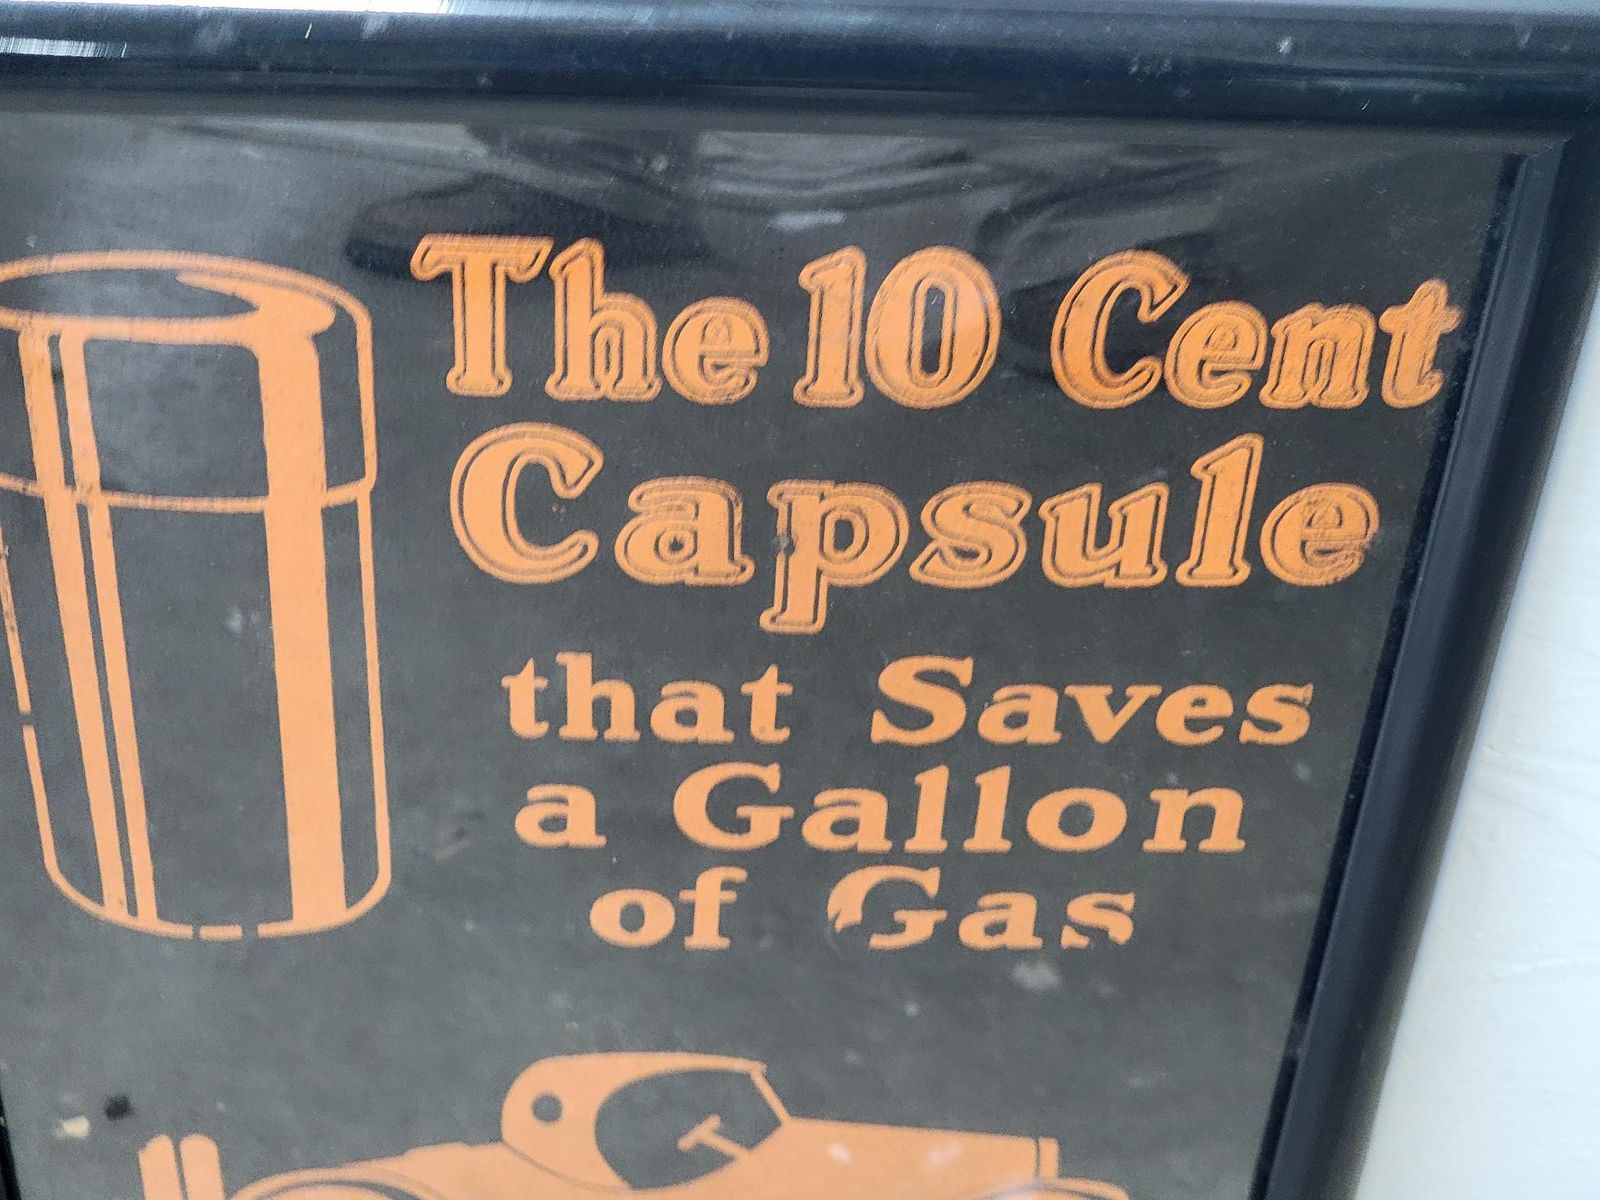 The 10 Cent
Capsule
that Saves
a Gallon
of Gas